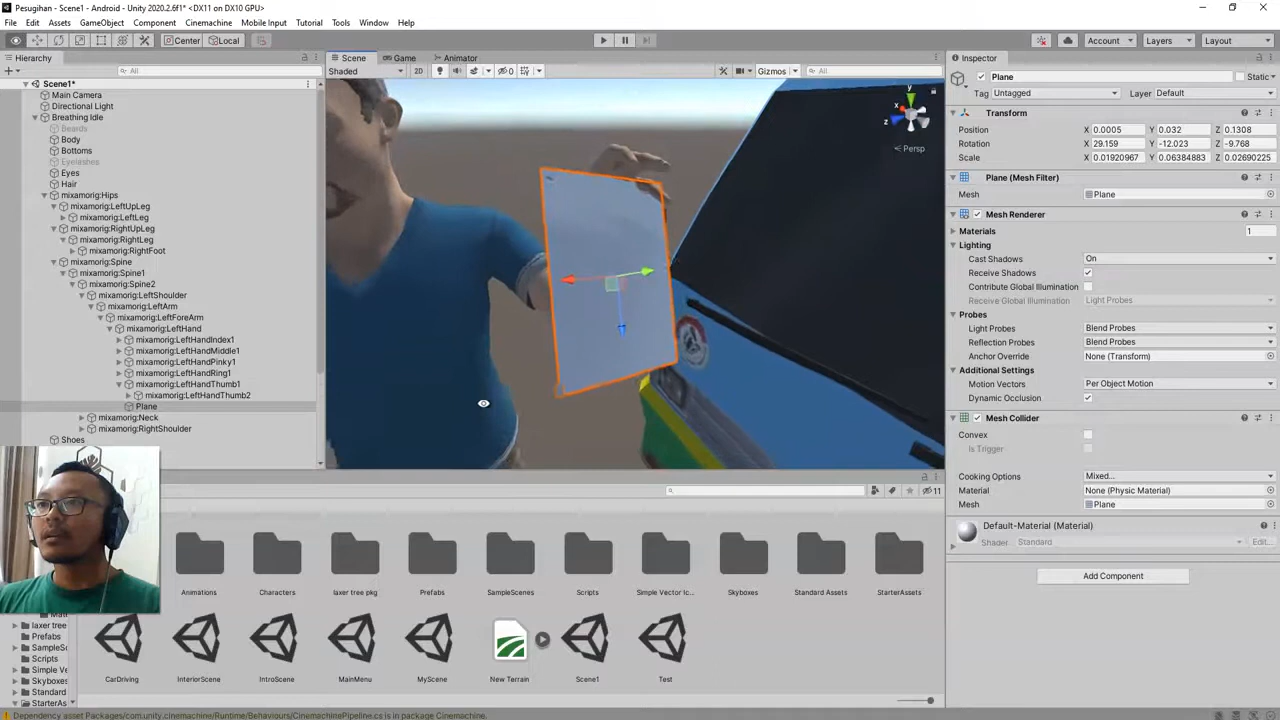 Pesugihan - Scene1 - Android - Unity 2020.2.6f1* <DX11 on DX10 GPU>
File Edit Assets GameObject Component Cinemachine Mobile Input Tutorial Tools Window Help
Center Local Account Layers Layout
Hierarchy
All
Scene1*
Main Camera
Directional Light
Breathing Idle
Beards
Body
Bottoms
Eyelashes
Eyes
Hair
mixamorig:Hips
mixamorig:LeftUpLeg
mixamorig:LeftLeg
mixamorig:RightUpLeg
mixamorig:RightLeg
mixamorig:RightFoot
mixamorig:Spine
mixamorig:Spine1
mixamorig:Spine2
mixamorig:LeftShoulder
mixamorig:LeftArm
mixamorig:LeftForeArm
mixamorig:LeftHand
mixamorig:LeftHandIndex1
mixamorig:LeftHandMiddle1
mixamorig:LeftHandPinky1
mixamorig:LeftHandRing1
mixamorig:LeftHandThumb1
mixamorig:LeftHandThumb2
Plane
mixamorig:Neck
mixamorig:RightShoulder
Shoes
Scene Game Animator
Shaded 2D 0 Gizmos All
y
x
z
Persp
Inspector
Plane Static
Tag Untagged Layer Default
Transform
Position X 0.0005 Y 0.032 Z 0.1308
Rotation X 29.159 Y -12.023 Z -9.768
Scale X 0.01920967 Y 0.06384883 Z 0.02690225
Plane (Mesh Filter)
Mesh Plane
Mesh Renderer
Materials 1
Lighting
Cast Shadows On
Receive Shadows
Contribute Global Illumination
Receive Global Illumination Light Probes
Probes
Light Probes Blend Probes
Reflection Probes Blend Probes
Anchor Override None (Transform)
Additional Settings
Motion Vectors Per Object Motion
Dynamic Occlusion
Mesh Collider
Convex
Is Trigger
Cooking Options Mixed...
Material None (Physic Material)
Mesh Plane
Default-Material (Material)
Shader Standard Edit...
Add Component
11
Animations Characters laxer tree pkg Prefabs SampleScenes Scripts Simple Vector Ic... Skyboxes Standard Assets StarterAssets
CarDriving InteriorScene IntroScene MainMenu MyScene New Terrain Scene1 Test
laxer tree
Prefabs
SampleSc
Scripts
Simple Ve
Skyboxes
Standard
StarterAs
Dependency asset Packages/com.unity.cinemachine/Runtime/Behaviours/CinemachinePipeline.cs is in package Cinemachine.